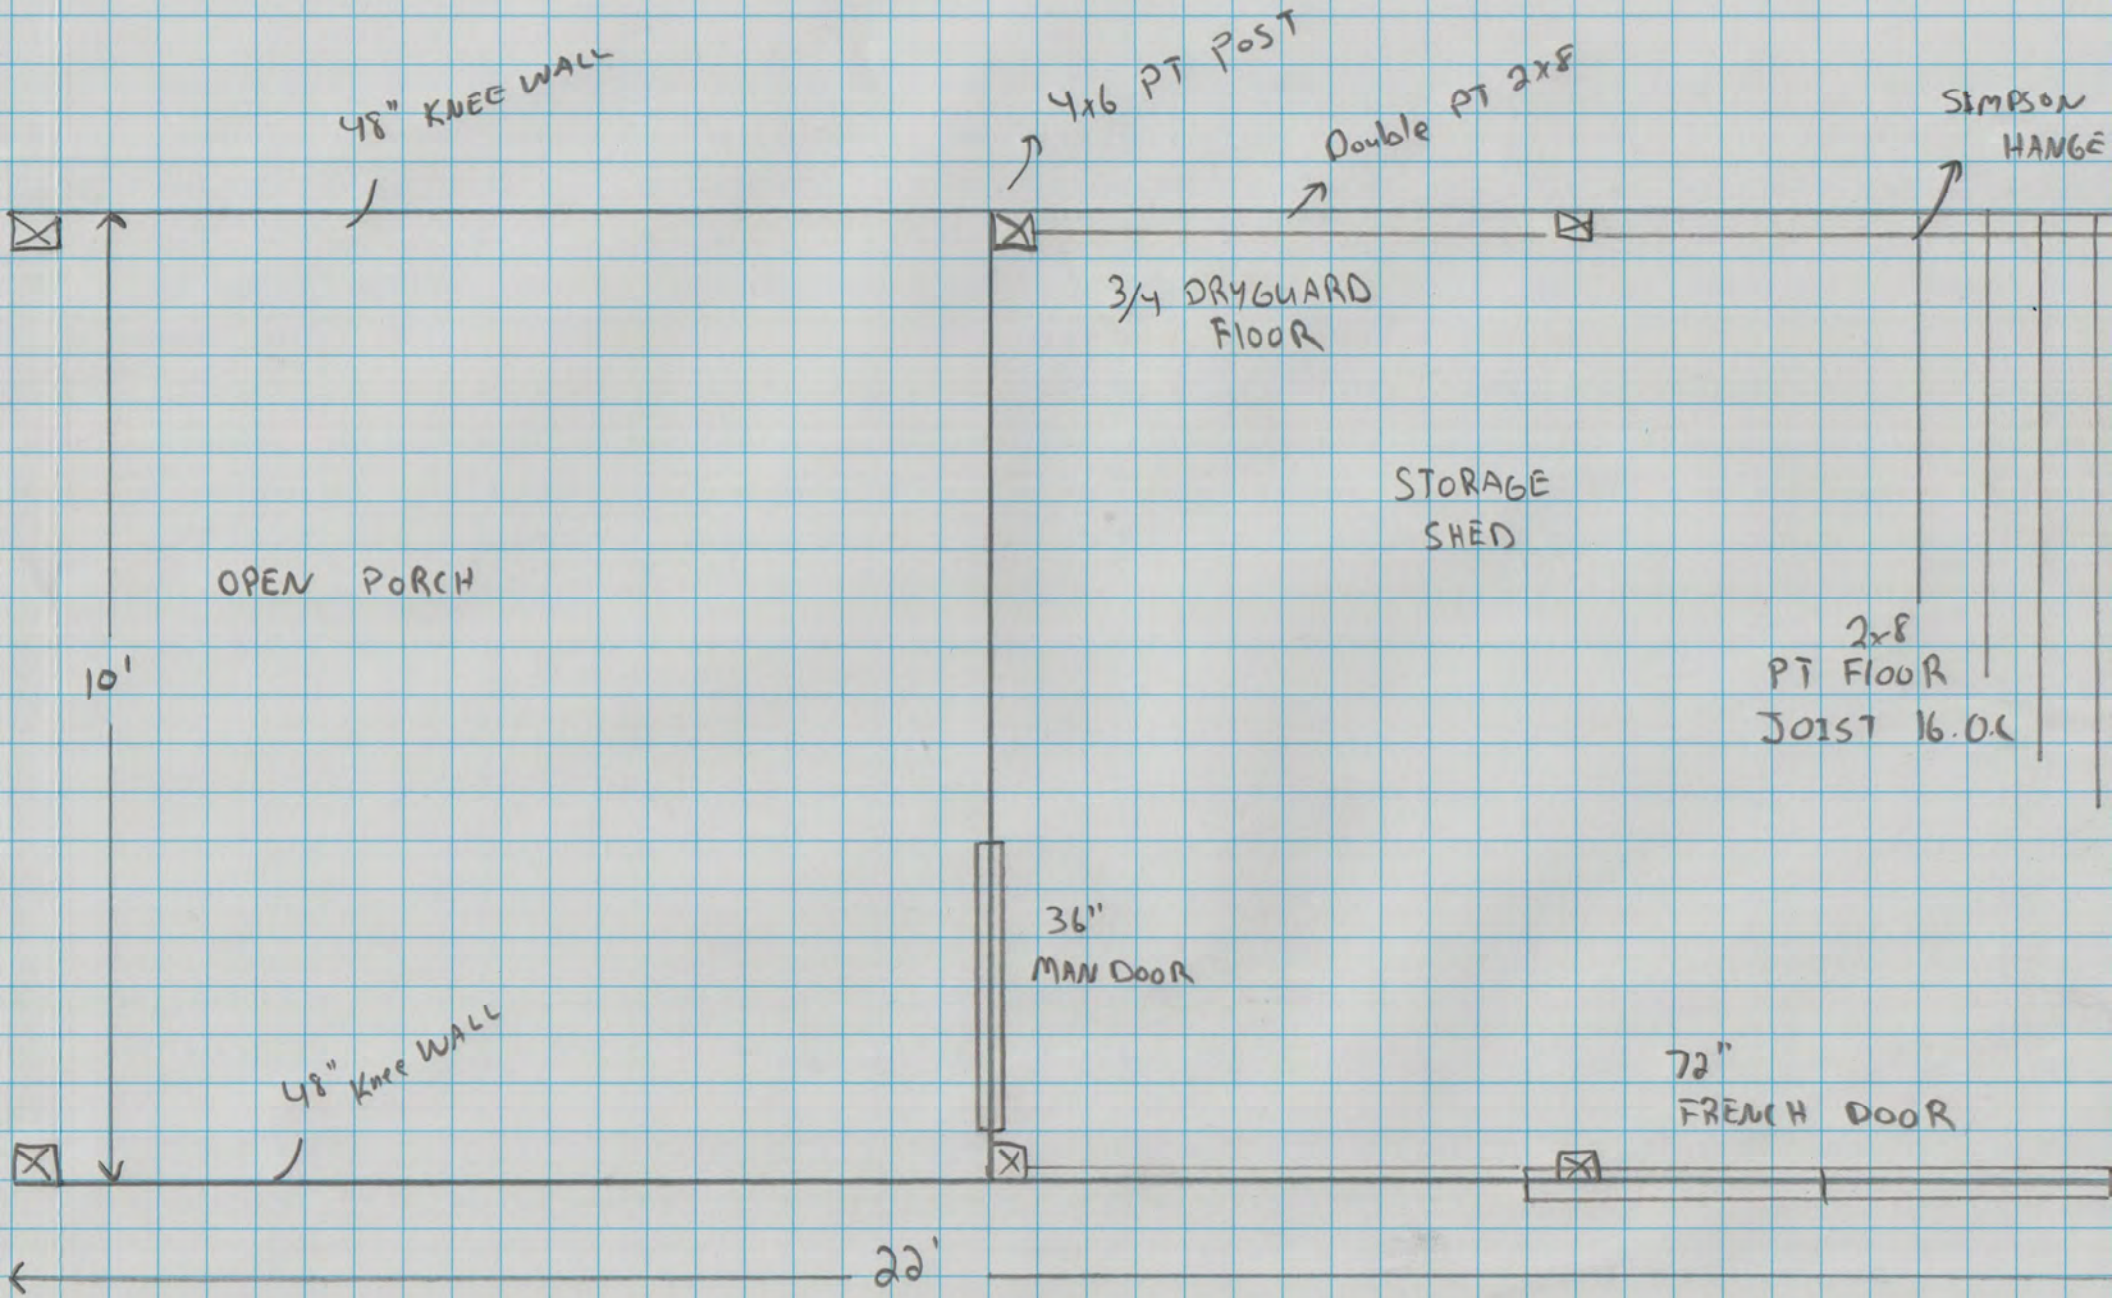 48" KNEE WALL
4x6 PT POST
Double PT 2x8
SIMPSON
HANGE
3/4 DRYGUARD
FlOOR
STORAGE
SHED
OPEN PORCH
10'
2x8
PT FlOOR
JOIST 16.O.C
36"
MAN DOOR
48" Knee WALL
72"
FRENCH DOOR
22'